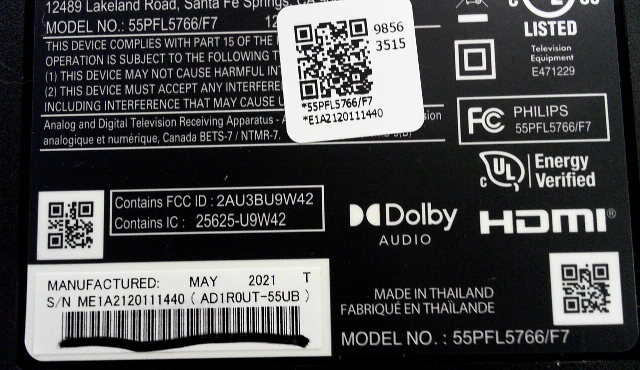 12489 Lakeland Road, Santa Fe Springs, CA
MODEL NO.: 55PFL5766/F7
THIS DEVICE COMPLIES WITH PART 15 OF THE
OPERATION IS SUBJECT TO THE FOLLOWING
(1) THIS DEVICE MAY NOT CAUSE HARMFUL
(2) THIS DEVICE MUST ACCEPT ANY
INCLUDING INTERFERENCE THAT MAY CAUSE
Analog and Digital Television Receiving Apparatus -
analogique et numérique, Canada BETS-7 / NTMR-7.
9856
3515
*55PFL5766/F7
*E1A2120111440
C UL US
LISTED
Television
Equipment
E471229
FC PHILIPS
55PFL5766/F7
C UL Energy
Verified
Contains FCC ID : 2AU3BU9W42
Contains IC : 25625-U9W42
Dolby
AUDIO
HDMI®
MANUFACTURED: MAY 2021 T
S/N ME1A2120111440 ( AD1R0UT-55UB )
MADE IN THAILAND
FABRIQUÉ EN THAÏLANDE
MODEL NO. : 55PFL5766/F7